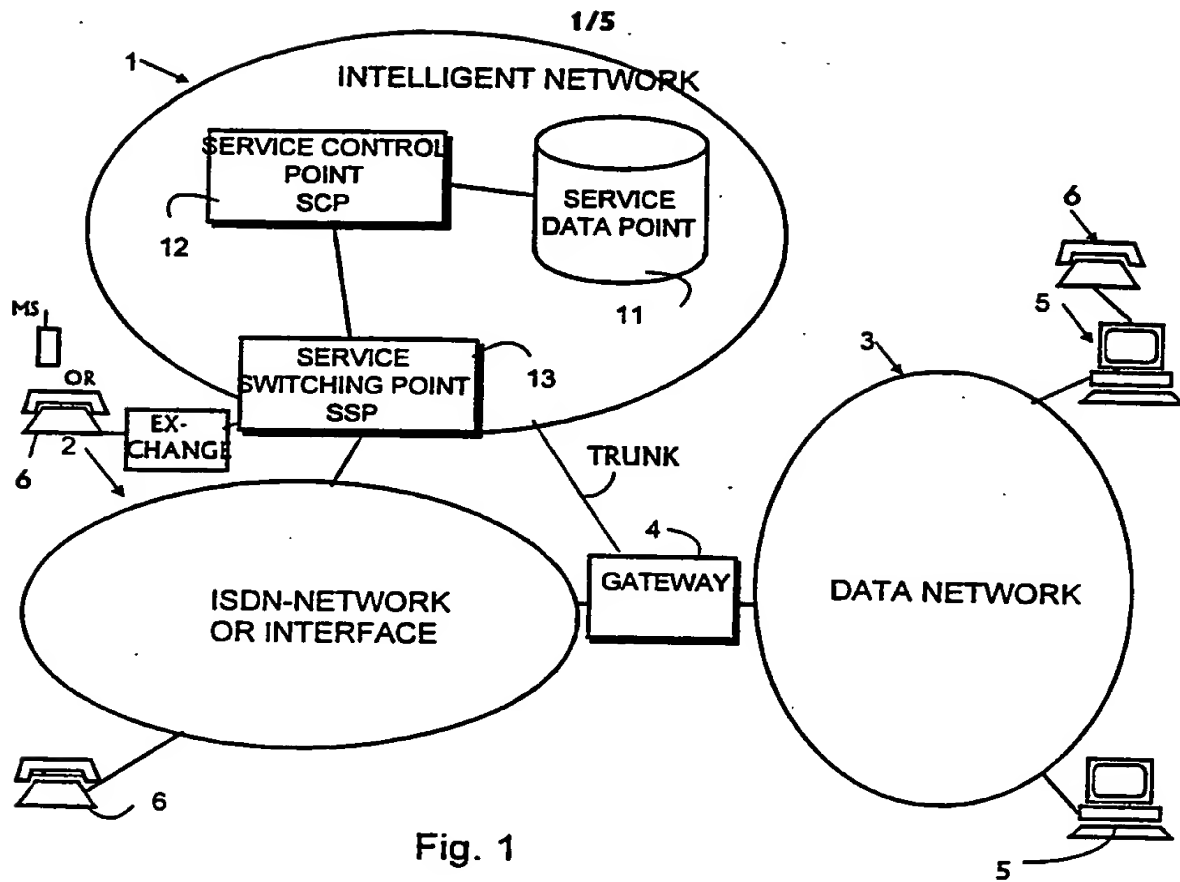 1/5
1
INTELLIGENT NETWORK
SERVICE CONTROL
POINT
SCP
12
SERVICE
DATA POINT
11
6
5
MS
OR
6
2
EX-
CHANGE
SERVICE
SWITCHING POINT
SSP
13
3
TRUNK
4
GATEWAY
ISDN-NETWORK
OR INTERFACE
DATA NETWORK
6
5
Fig. 1